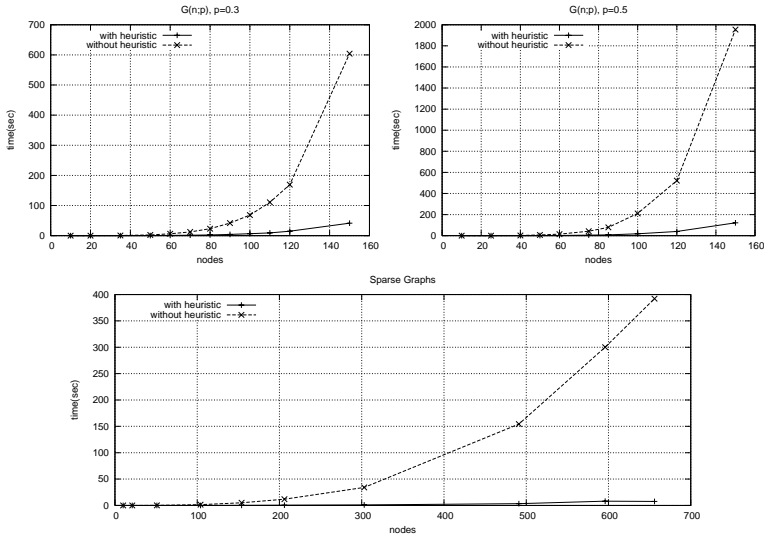 G(n;p), p=0.3
with heuristic
without heuristic
700
600
500
400
300
200
100
0
time(sec)
0 20 40 60 80 100 120 140 160
nodes
G(n;p), p=0.5
with heuristic
without heuristic
2000
1800
1600
1400
1200
1000
800
600
400
200
0
time(sec)
0 20 40 60 80 100 120 140 160
nodes
Sparse Graphs
with heuristic
without heuristic
400
350
300
250
200
150
100
50
0
time(sec)
0 100 200 300 400 500 600 700
nodes